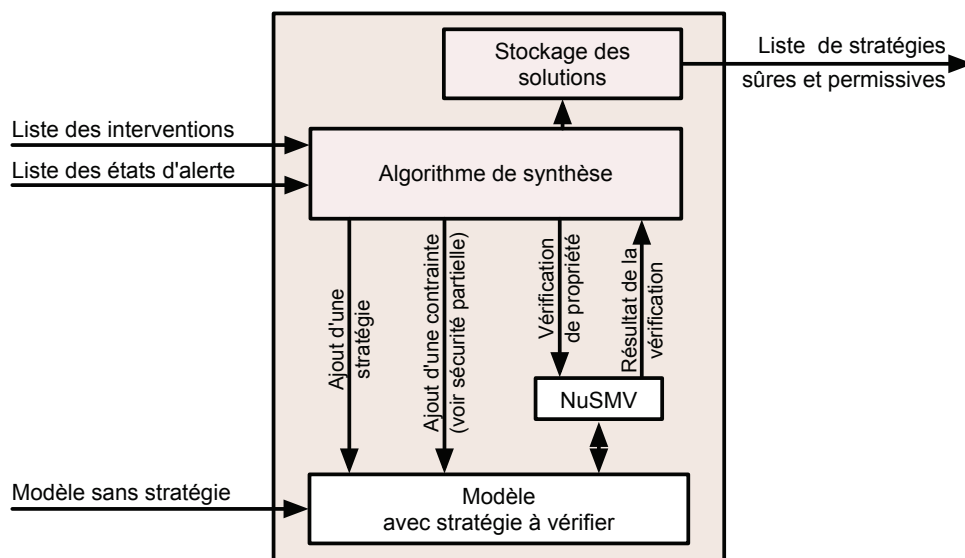 Stockage des
solutions
Liste de stratégies
sûres et permissives
Liste des interventions
Liste des états d'alerte
Algorithme de synthèse
Ajout d'une
stratégie
Ajout d'une contrainte
(voir sécurité partielle)
Vérification
de propriété
Résultat de la
vérification
NuSMV
Modèle sans stratégie
Modèle
avec stratégie à vérifier